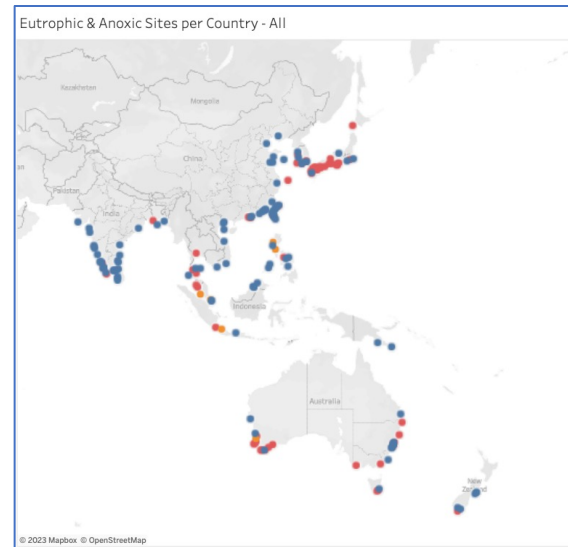 Eutrophic & Anoxic Sites per Country - All
Kazakhstan
Mongolia
China
Pakistan
India
Indonesia
Australia
New
Zealand
© 2023 Mapbox © OpenStreetMap